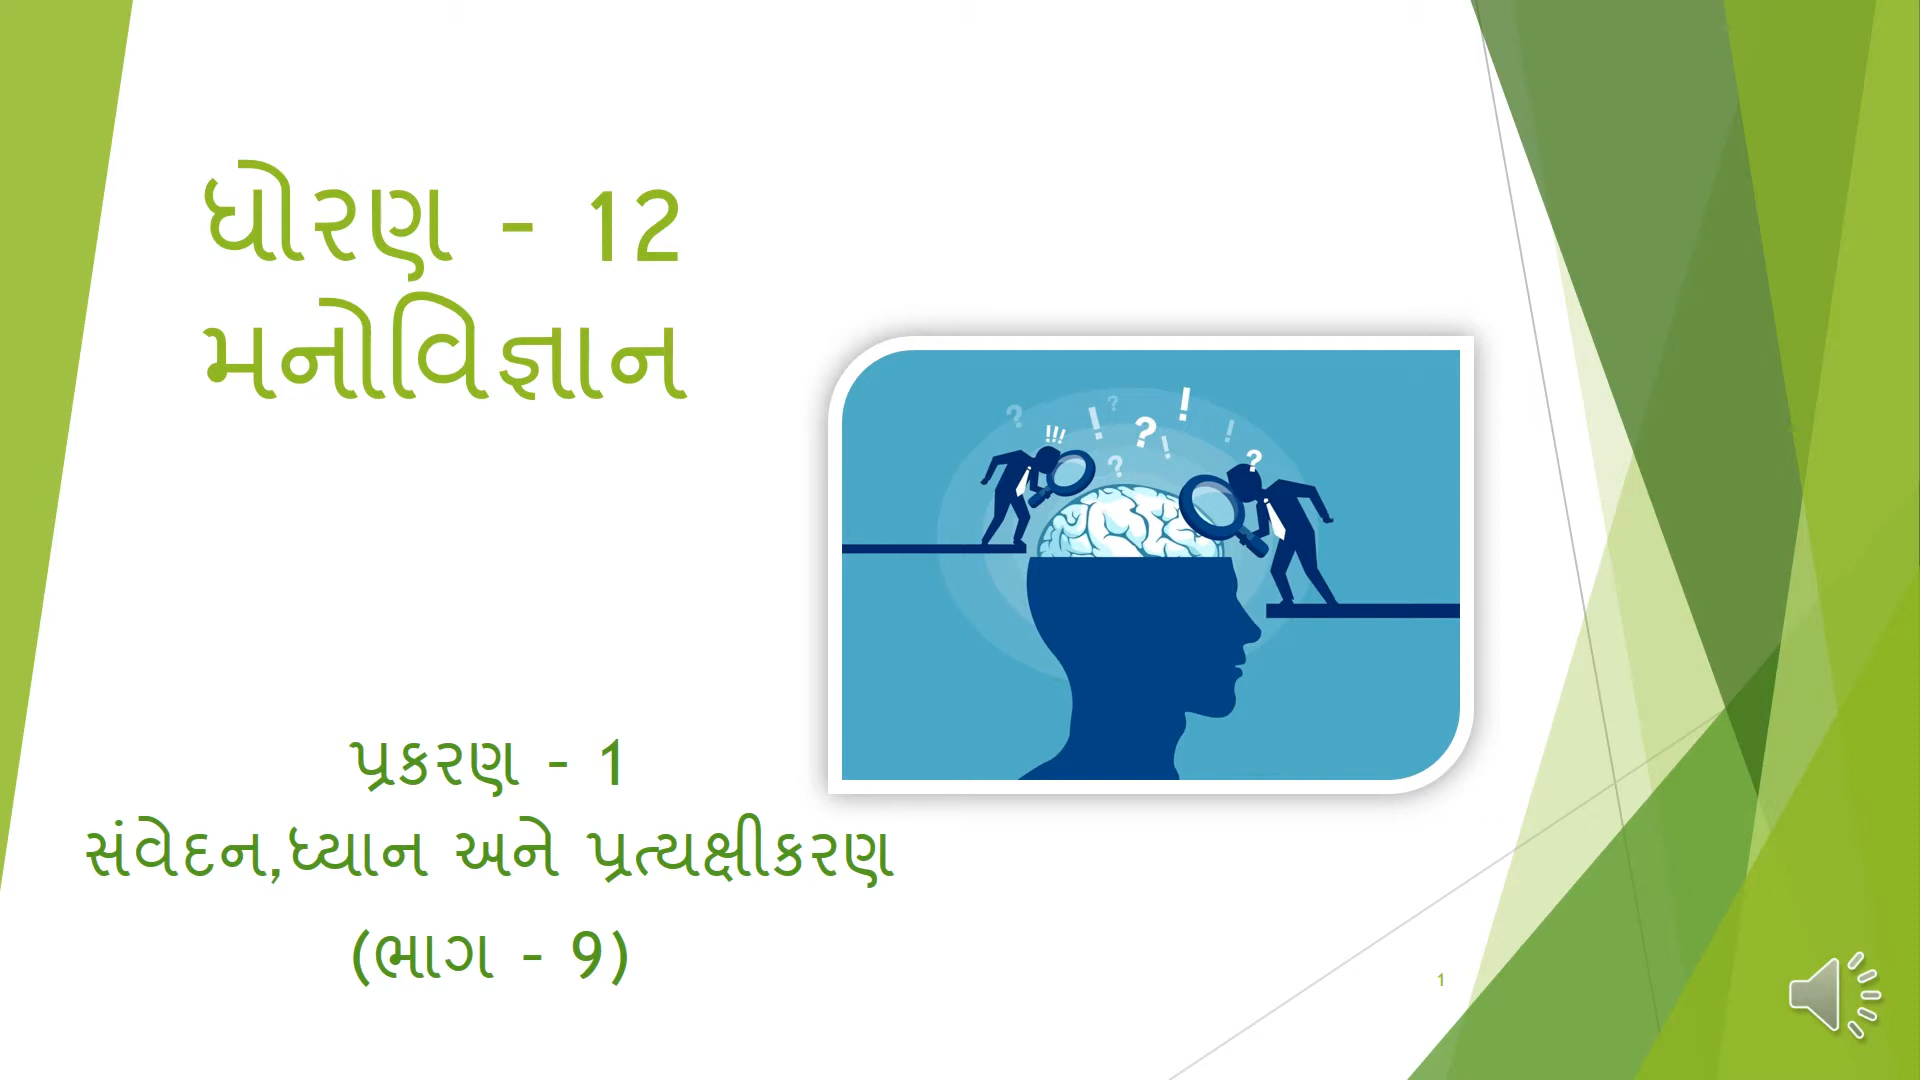 ધોરણ - 12
મનોવિજ્ઞાન
પ્રકરણ - 1
સંવેદન,ધ્યાન અને પ્રત્યક્ષીકરણ
(ભાગ - 9)
1